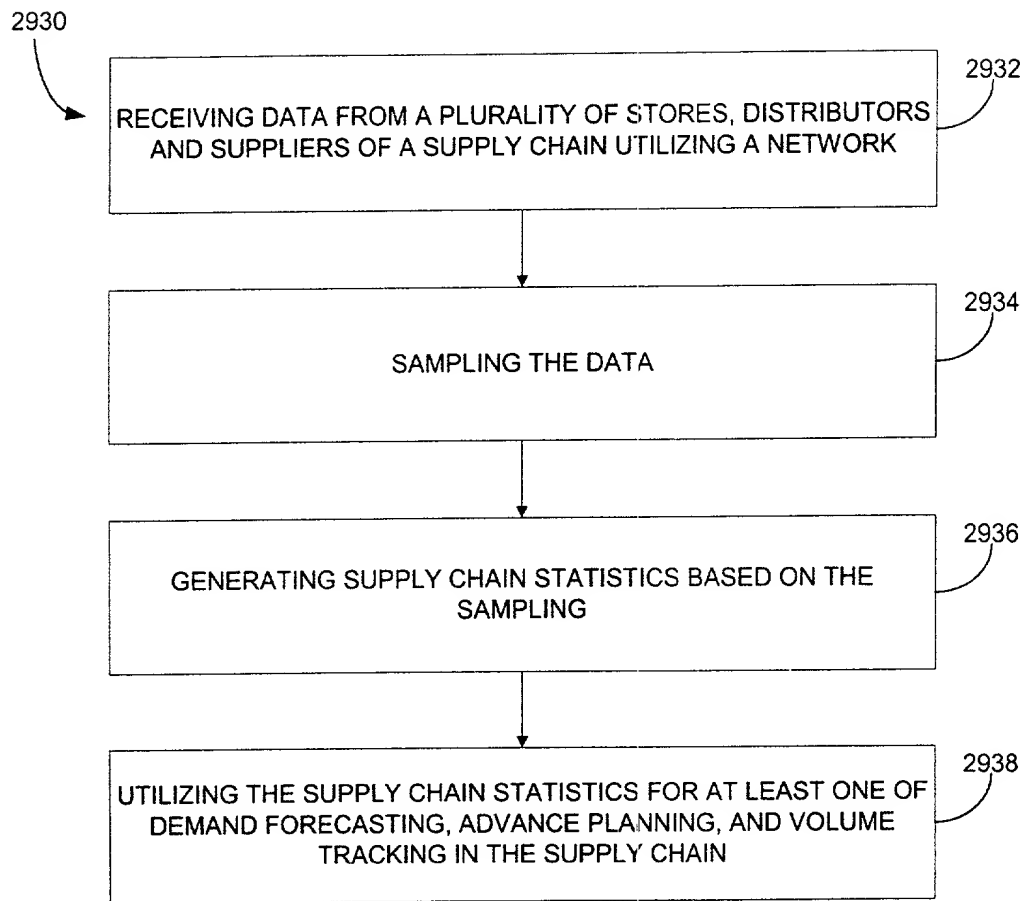 2930
2932
RECEIVING DATA FROM A PLURALITY OF STORES, DISTRIBUTORS
AND SUPPLIERS OF A SUPPLY CHAIN UTILIZING A NETWORK
2934
SAMPLING THE DATA
2936
GENERATING SUPPLY CHAIN STATISTICS BASED ON THE
SAMPLING
2938
UTILIZING THE SUPPLY CHAIN STATISTICS FOR AT LEAST ONE OF
DEMAND FORECASTING, ADVANCE PLANNING, AND VOLUME
TRACKING IN THE SUPPLY CHAIN